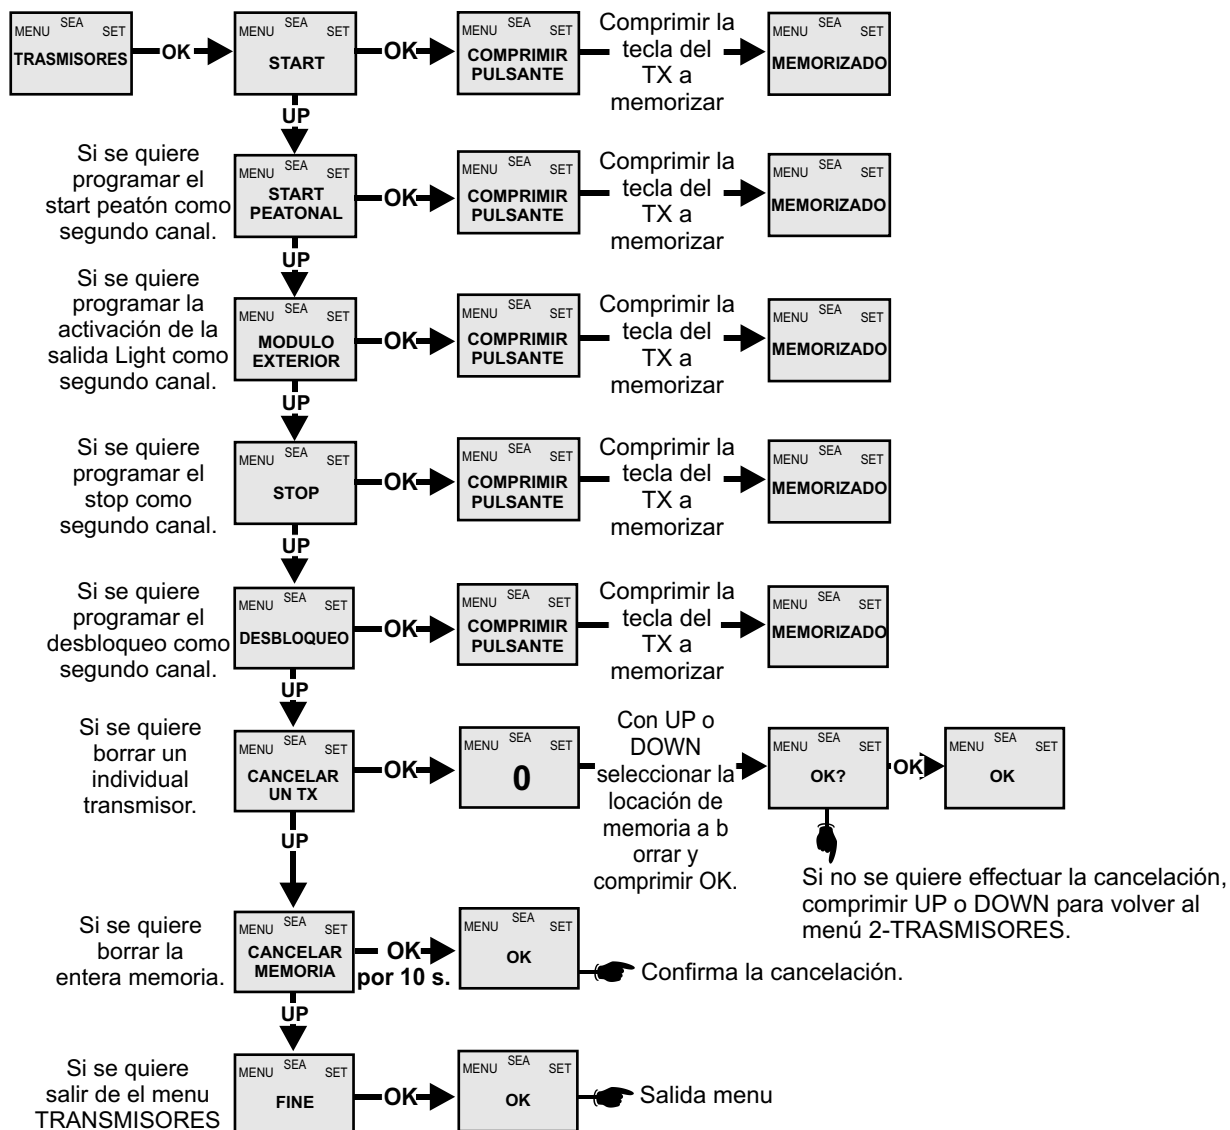 MENU SEA SET
TRASMISORES
OK
MENU SEA SET
START
OK
MENU SEA SET
COMPRIMIR
PULSANTE
Comprimir la
tecla del
TX a
memorizar
MENU SEA SET
MEMORIZADO
UP
Si se quiere
programar el
start peatón como
segundo canal.
MENU SEA SET
START
PEATONAL
OK
MENU SEA SET
COMPRIMIR
PULSANTE
Comprimir la
tecla del
TX a
memorizar
MENU SEA SET
MEMORIZADO
UP
Si se quiere
programar la
activación de la
salida Light como
segundo canal.
MENU SEA SET
MODULO
EXTERIOR
OK
MENU SEA SET
COMPRIMIR
PULSANTE
Comprimir la
tecla del
TX a
memorizar
MENU SEA SET
MEMORIZADO
UP
Si se quiere
programar el
stop como
segundo canal.
MENU SEA SET
STOP
OK
MENU SEA SET
COMPRIMIR
PULSANTE
Comprimir la
tecla del
TX a
memorizar
MENU SEA SET
MEMORIZADO
UP
Si se quiere
programar el
desbloqueo como
segundo canal.
MENU SEA SET
DESBLOQUEO
OK
MENU SEA SET
COMPRIMIR
PULSANTE
Comprimir la
tecla del
TX a
memorizar
MENU SEA SET
MEMORIZADO
UP
Si se quiere
borrar un
individual
transmisor.
MENU SEA SET
CANCELAR
UN TX
OK
MENU SEA SET
0
Con UP o
DOWN
seleccionar la
locación de
memoria a b
orrar y
comprimir OK.
MENU SEA SET
OK?
OK
MENU SEA SET
OK
Si no se quiere effectuar la cancelación,
comprimir UP o DOWN para volver al
menú 2-TRASMISORES.
UP
Si se quiere
borrar la
entera memoria.
MENU SEA SET
CANCELAR
MEMORIA
OK
por 10 s.
MENU SEA SET
OK
Confirma la cancelación.
UP
Si se quiere
salir de el menu
TRANSMISORES
MENU SEA SET
FINE
OK
MENU SEA SET
OK
Salida menu